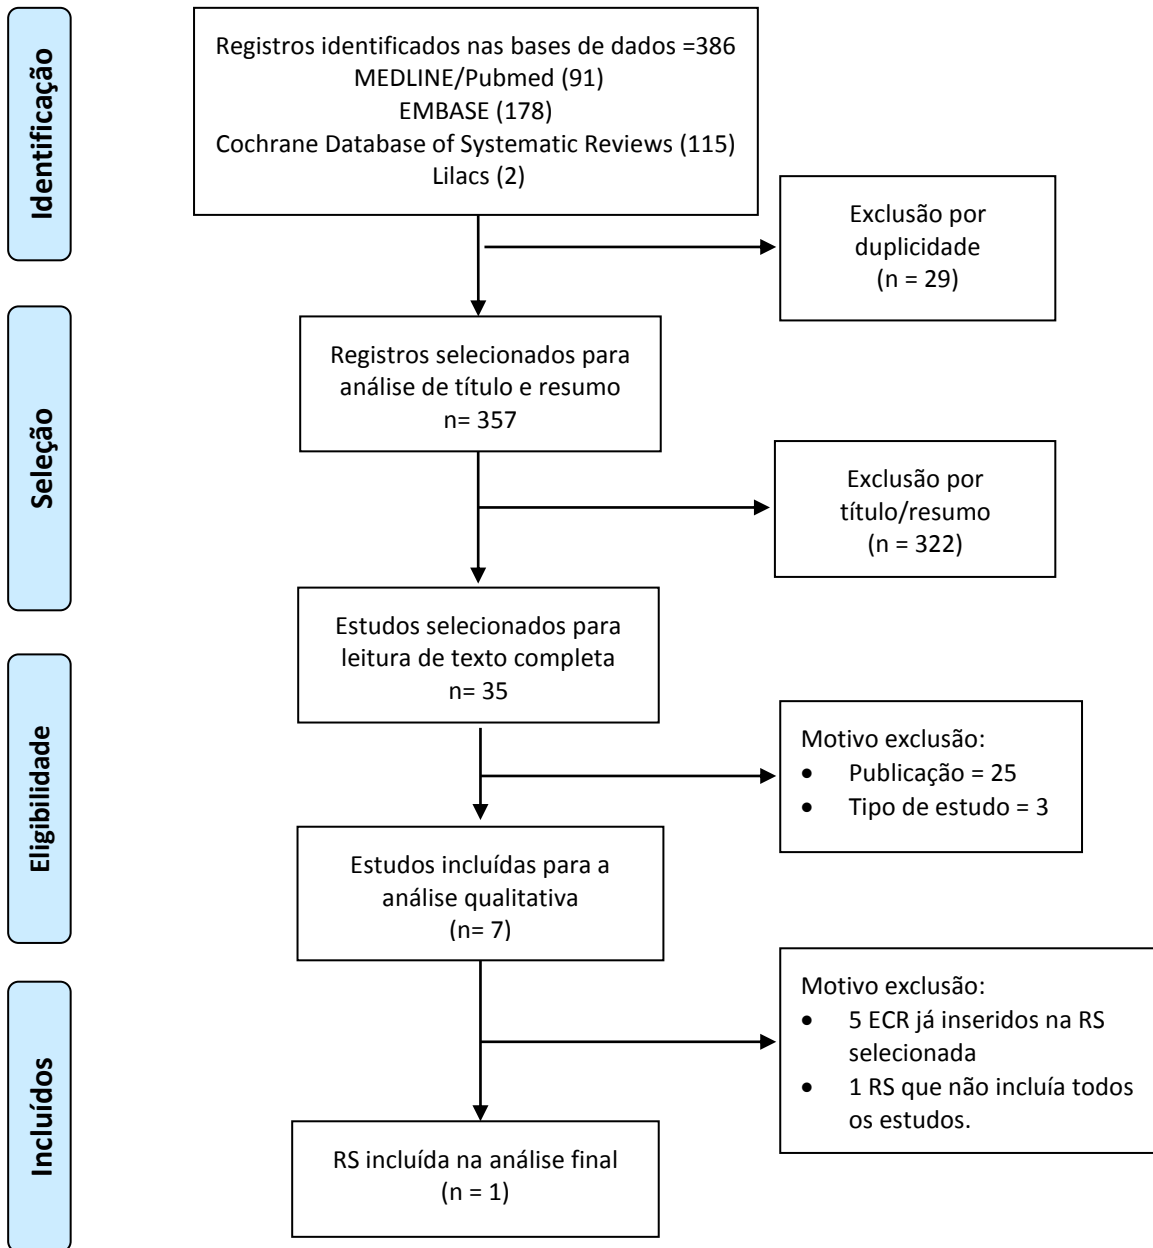 Identificação
Registros identificados nas bases de dados =386
MEDLINE/Pubmed (91)
EMBASE (178)
Cochrane Database of Systematic Reviews (115)
Lilacs (2)
Exclusão por
duplicidade
(n = 29)
Seleção
Registros selecionados para
análise de título e resumo
n= 357
Exclusão por
título/resumo
(n = 322)
Estudos selecionados para
leitura de texto completa
n= 35
Eligibilidade
Motivo exclusão:
• Publicação = 25
• Tipo de estudo = 3
Estudos incluídas para a
análise qualitativa
(n= 7)
Incluídos
Motivo exclusão:
• 5 ECR já inseridos na RS
selecionada
• 1 RS que não incluía todos
os estudos.
RS incluída na análise final
(n = 1)